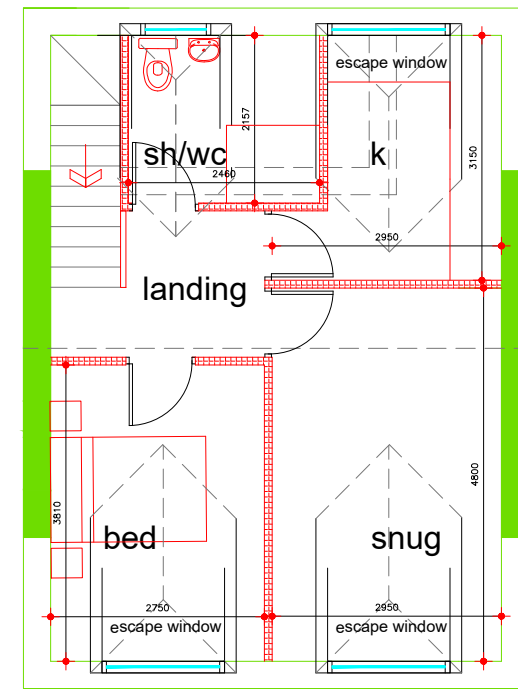 escape window
2157
sh/wc
k
3150
2460
2950
landing
4800
3810
bed
snug
2750
2950
escape window
escape window